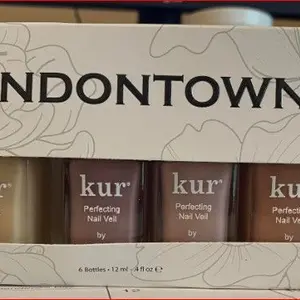 NDONTOWN
kur®
Perfecting
Nail Veil
by
kur®
Perfecting
Nail Veil
by
kur
Perfecting
Nail Veil
by
6 Bottles • 12 ml - .4 fl oz ℮